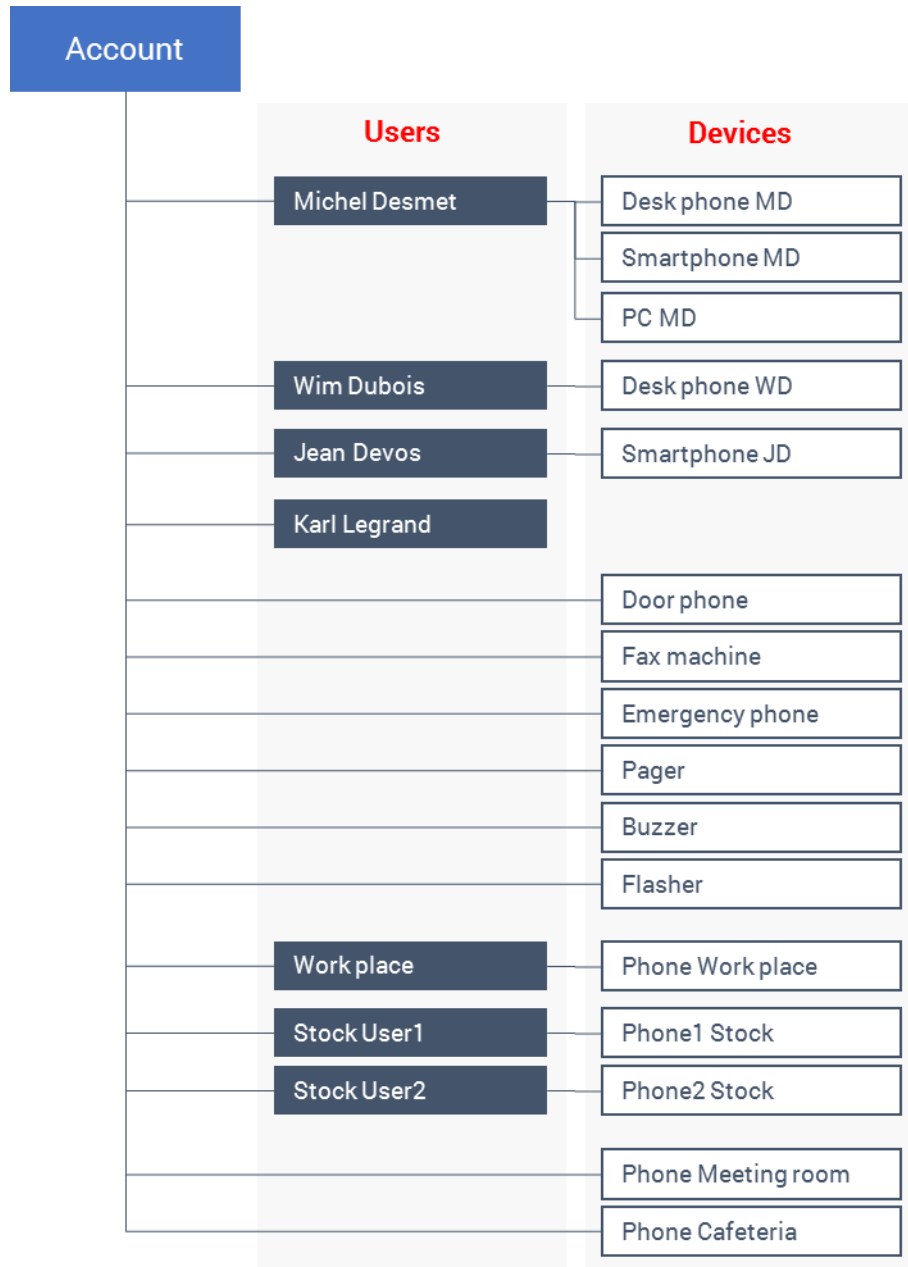 Account
Users
Devices
Michel Desmet
Desk phone MD
Smartphone MD
PC MD
Wim Dubois
Desk phone WD
Jean Devos
Smartphone JD
Karl Legrand
Door phone
Fax machine
Emergency phone
Pager
Buzzer
Flasher
Work place
Phone Work place
Stock User1
Phone1 Stock
Stock User2
Phone2 Stock
Phone Meeting room
Phone Cafeteria